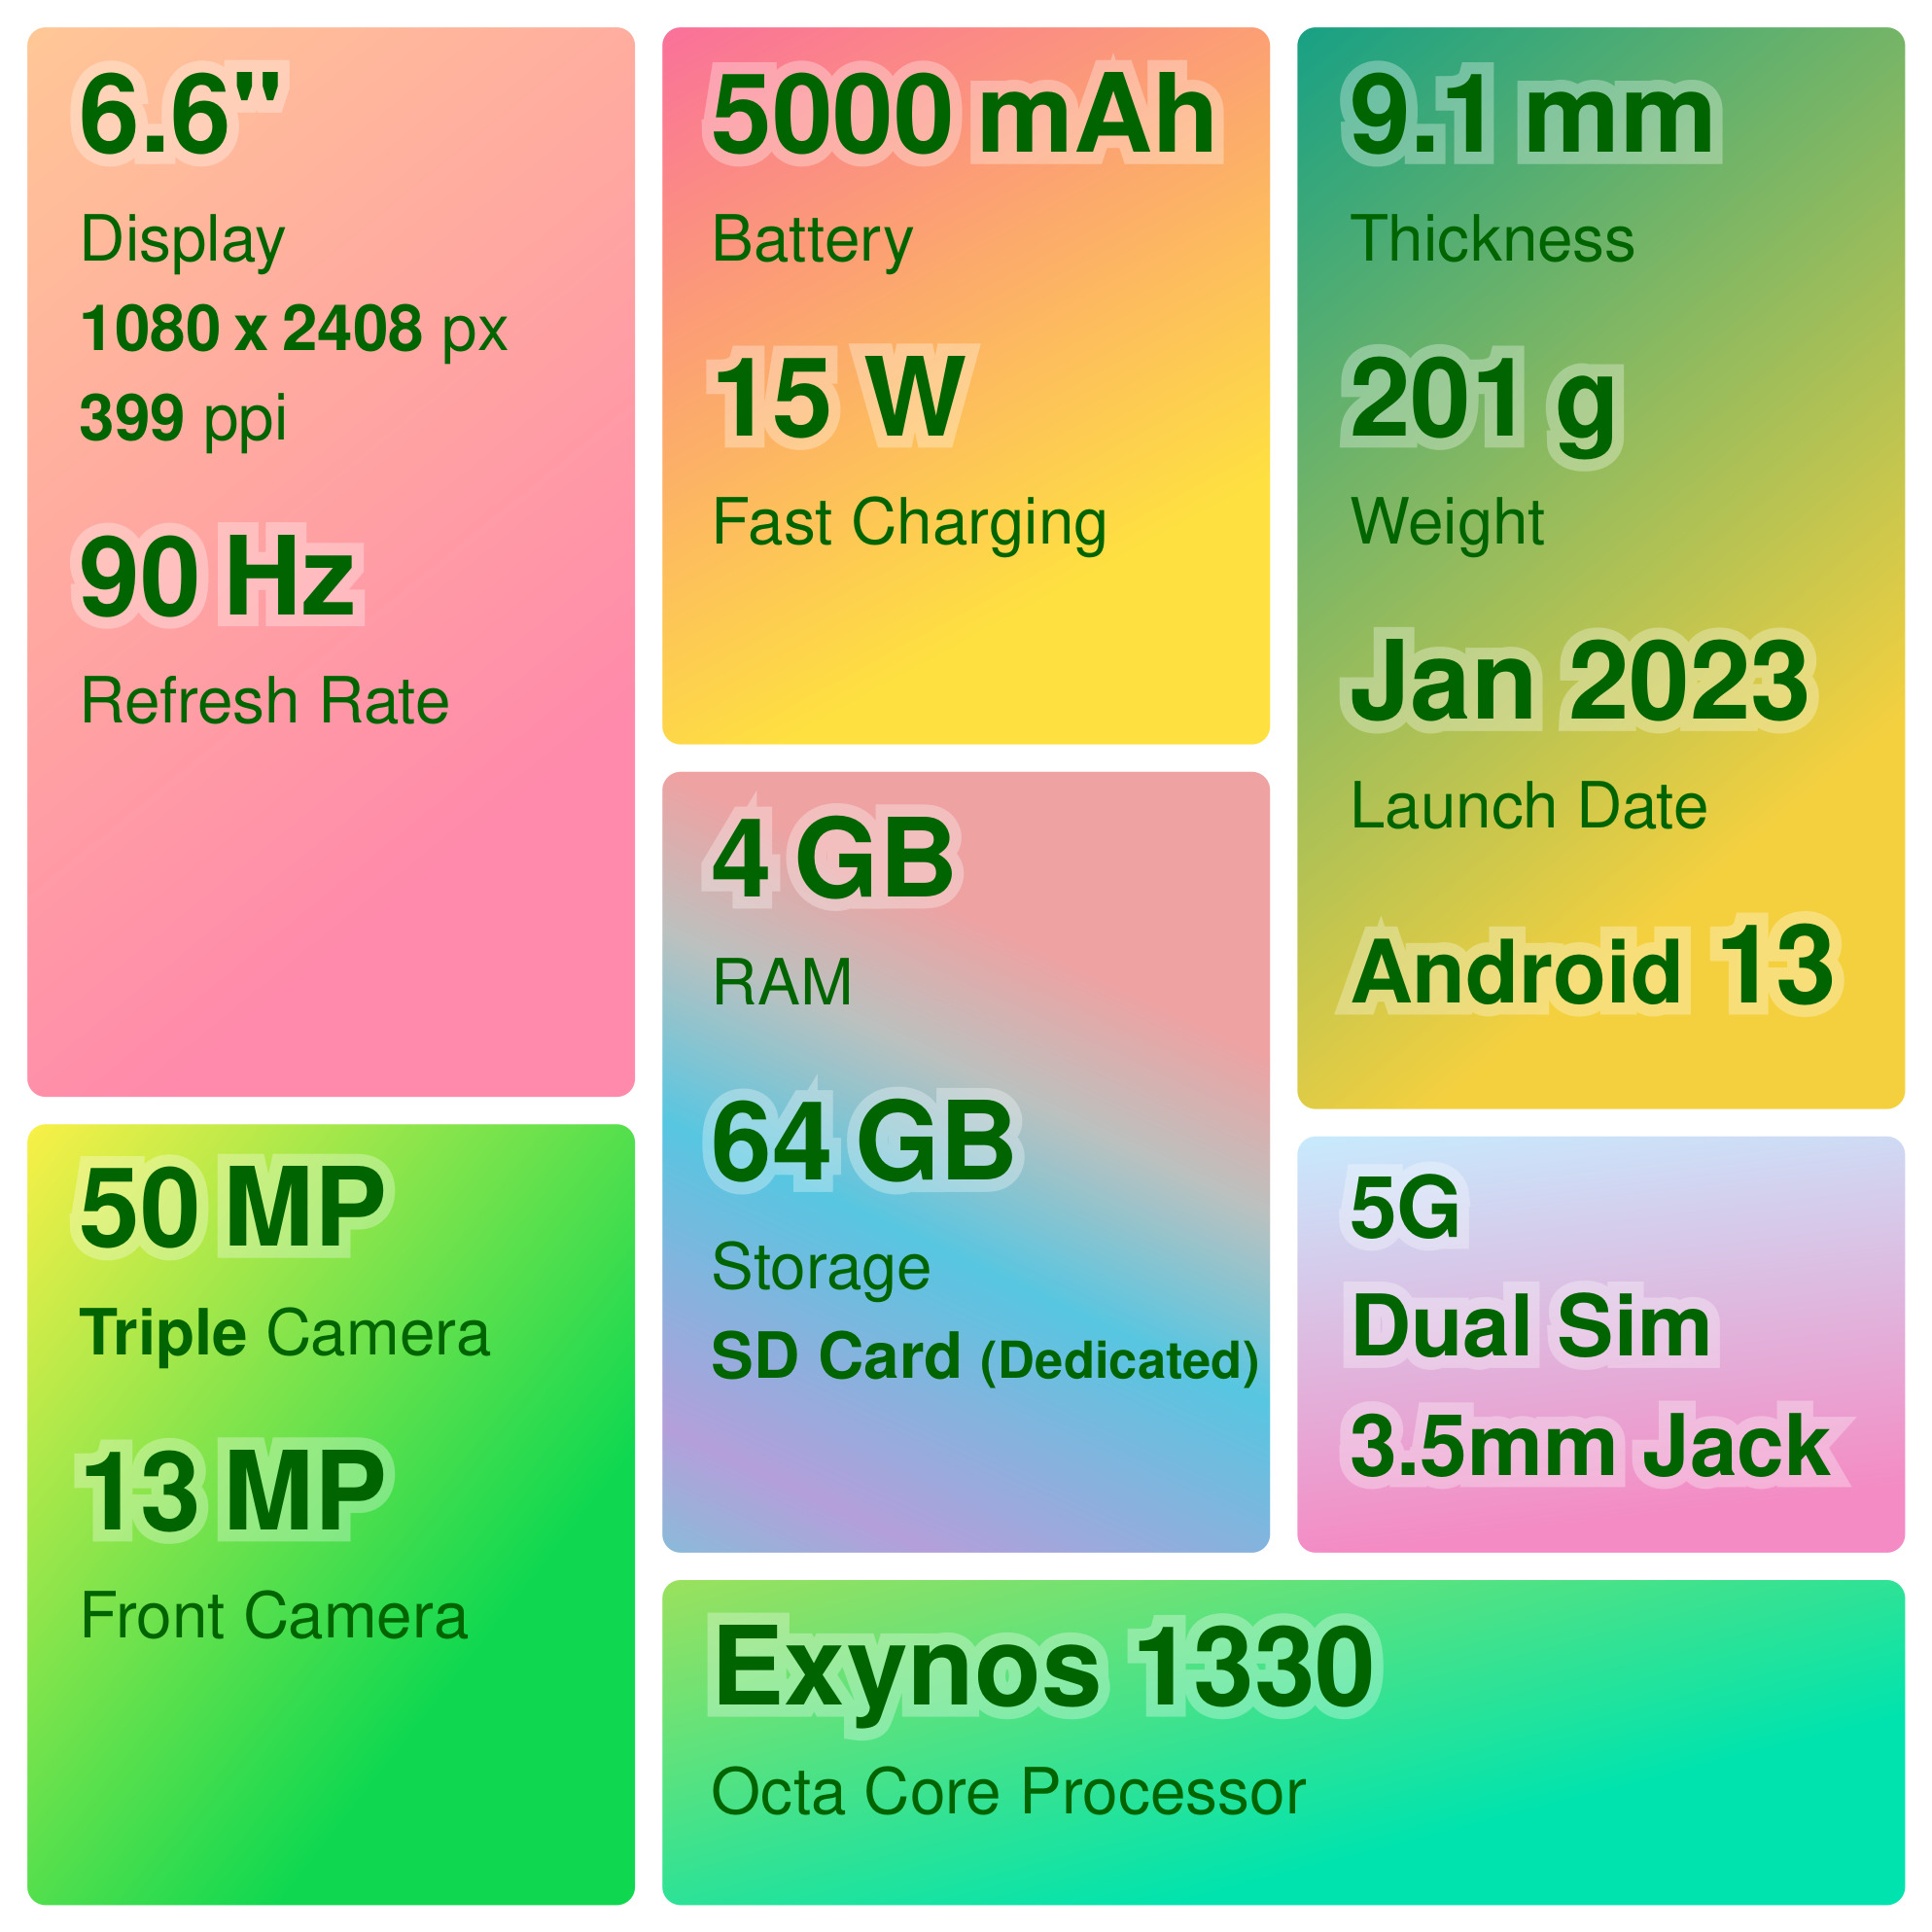 6.6"
Display
1080 x 2408 px
399 ppi
90 Hz
Refresh Rate
5000 mAh
Battery
15 W
Fast Charging
9.1 mm
Thickness
201 g
Weight
Jan 2023
Launch Date
Android 13
4 GB
RAM
64 GB
Storage
SD Card (Dedicated)
50 MP
Triple Camera
13 MP
Front Camera
5G
Dual Sim
3.5mm Jack
Exynos 1330
Octa Core Processor